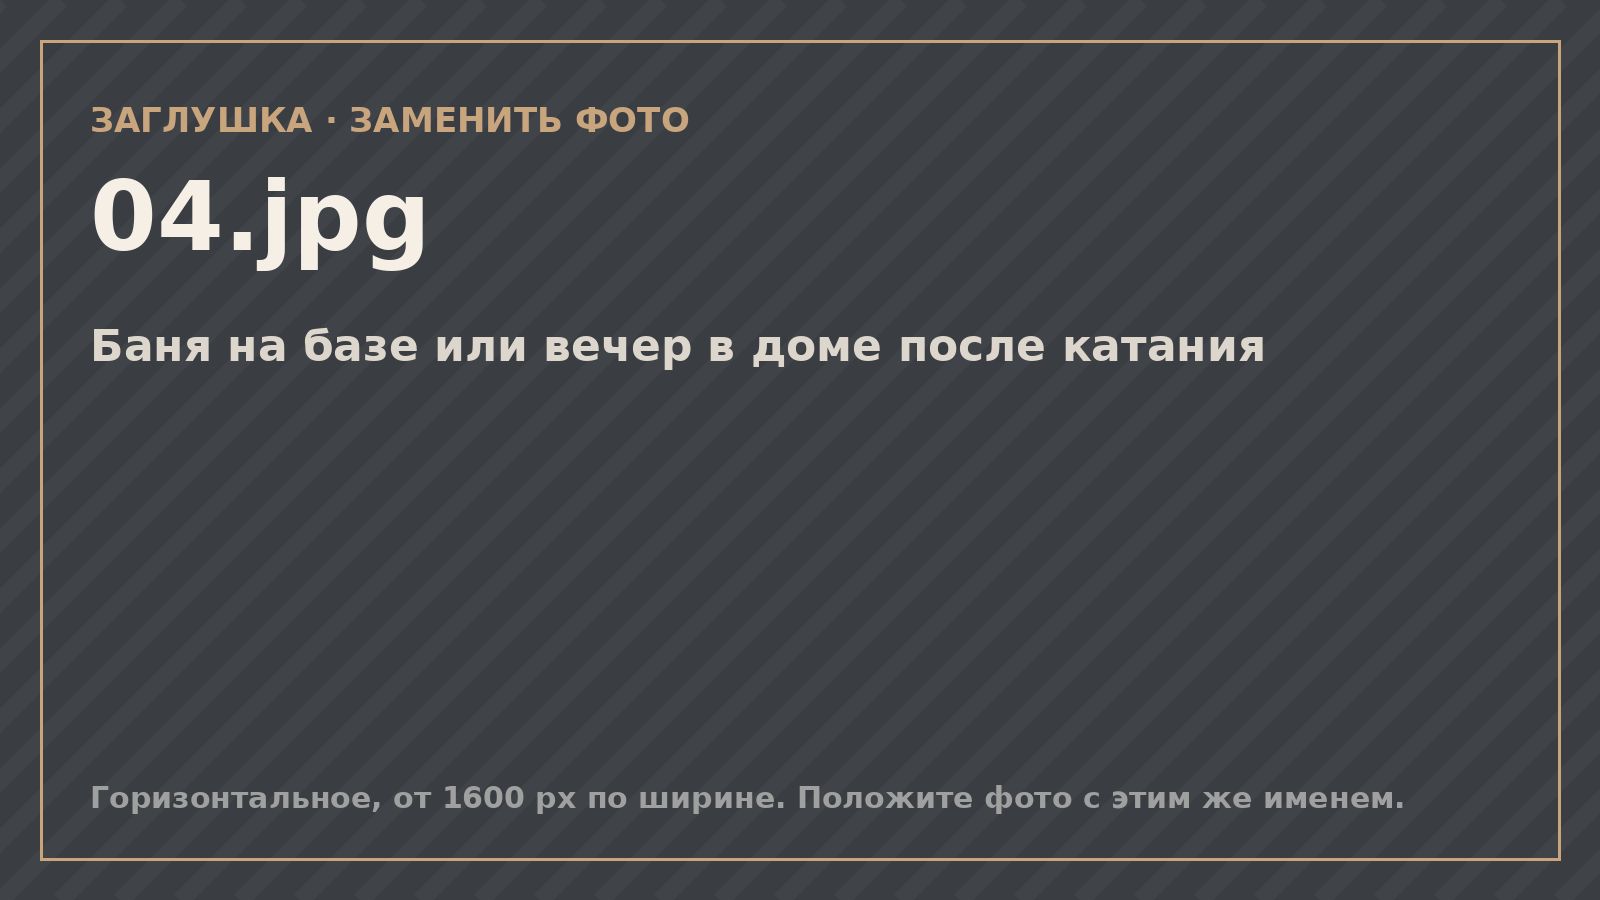 ЗАГЛУШКА · ЗАМЕНИТЬ ФОТО
04.jpg
Баня на базе или вечер в доме после катания
Горизонтальное, от 1600 px по ширине. Положите фото с этим же именем.